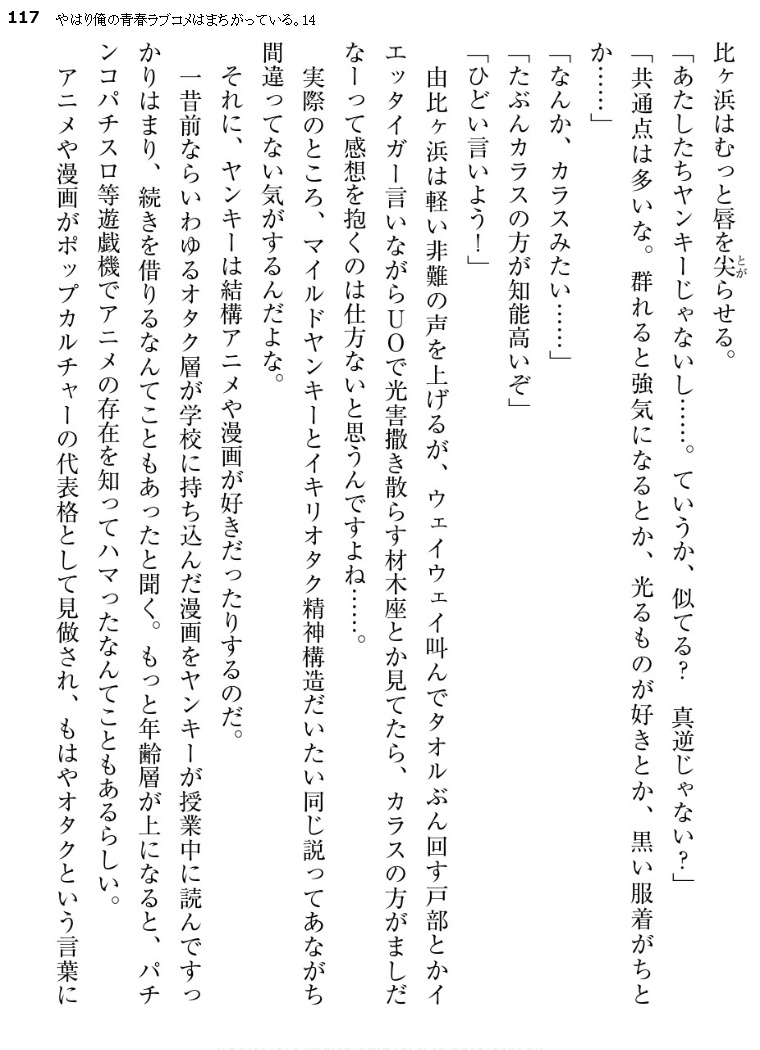 117 やはり俺の青春ラブコメはまちがっている。14
比ヶ浜はむっと唇を尖らせる。
とが
「あたしたちヤンキーじゃないし……。ていうか、似てる？　真逆じゃない？」
「共通点は多いな。群れると強気になるとか、光るものが好きとか、黒い服着がちと
か……」
「なんか、カラスみたい……」
「たぶんカラスの方が知能高いぞ」
「ひどい言いよう！」
　由比ヶ浜は軽い非難の声を上げるが、ウェイウェイ叫んでタオルぶん回す戸部とかイ
エッタイガー言いながらＵＯで光害撒き散らす材木座とか見てたら、カラスの方がましだ
なーって感想を抱くのは仕方ないと思うんですよね……。
　実際のところ、マイルドヤンキーとイキリオタク精神構造だいたい同じ説ってあながち
間違ってない気がするんだよな。
　それに、ヤンキーは結構アニメや漫画が好きだったりするのだ。
　一昔前ならいわゆるオタク層が学校に持ち込んだ漫画をヤンキーが授業中に読んですっ
かりはまり、続きを借りるなんてこともあったと聞く。もっと年齢層が上になると、パチ
ンコパチスロ等遊戯機でアニメの存在を知ってハマったなんてこともあるらしい。
　アニメや漫画がポップカルチャーの代表格として見做され、もはやオタクという言葉に